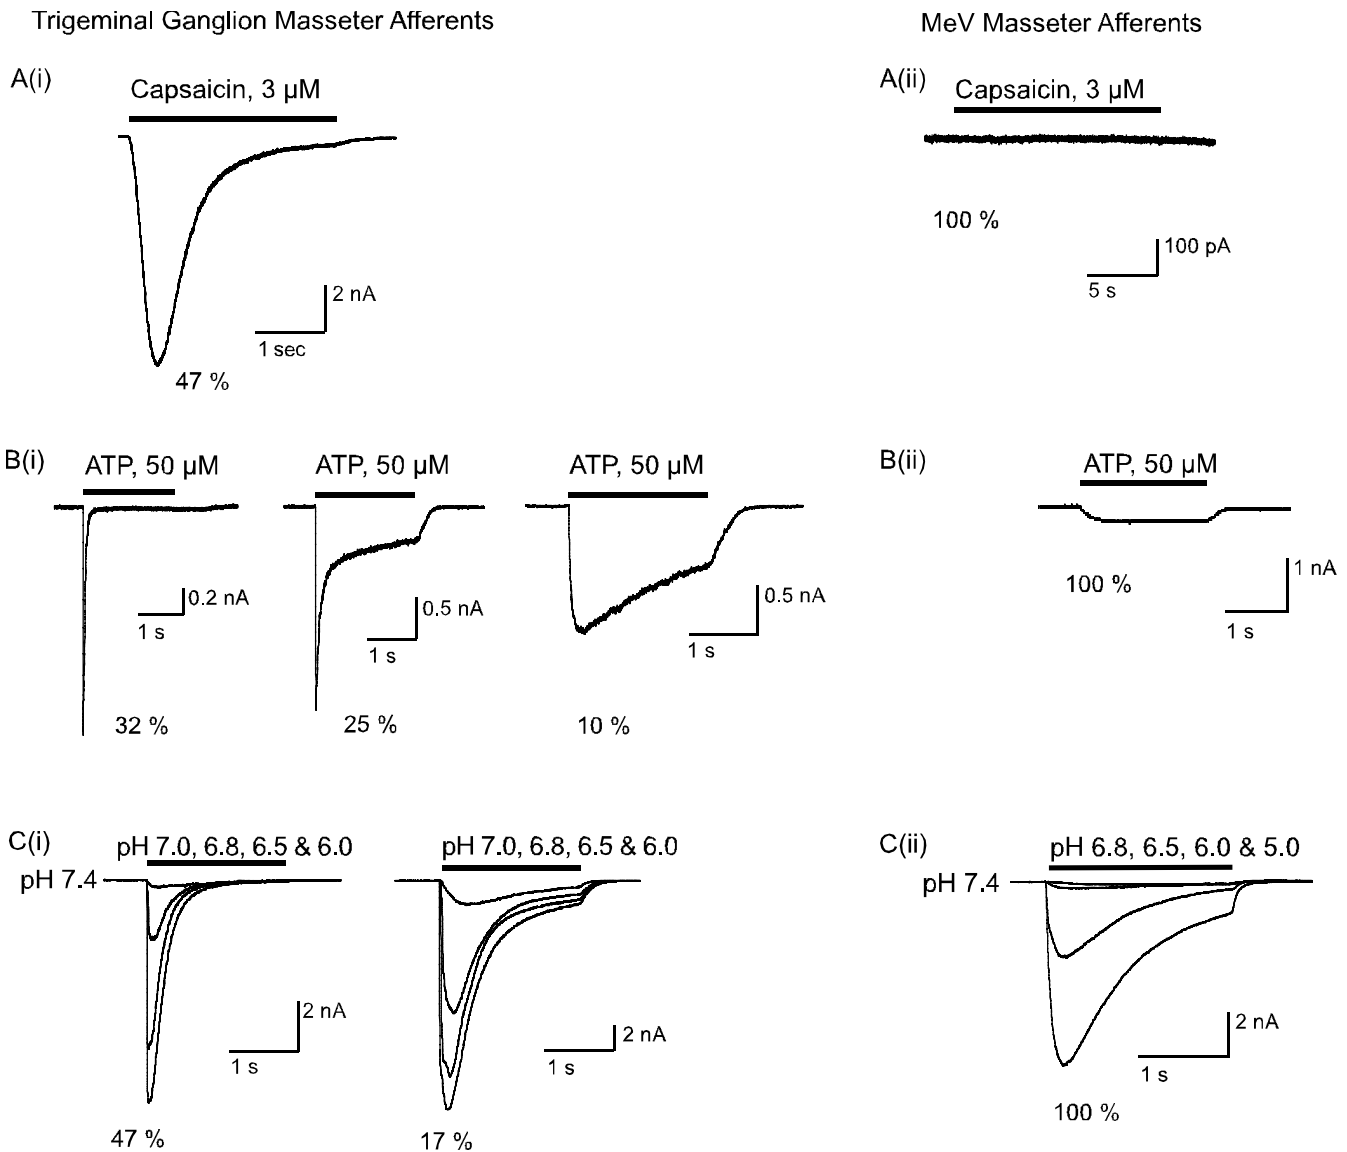 Trigeminal Ganglion Masseter Afferents
MeV Masseter Afferents
A(i)
Capsaicin, 3 µM
2 nA
1 sec
47 %
A(ii)
Capsaicin, 3 µM
100 %
100 pA
5 s
B(i)
ATP, 50 µM
0.2 nA
1 s
32 %
ATP, 50 µM
0.5 nA
1 s
25 %
ATP, 50 µM
0.5 nA
1 s
10 %
B(ii)
ATP, 50 µM
100 %
1 nA
1 s
C(i)
pH 7.0, 6.8, 6.5 & 6.0
pH 7.4
2 nA
1 s
47 %
pH 7.0, 6.8, 6.5 & 6.0
2 nA
1 s
17 %
C(ii)
pH 6.8, 6.5, 6.0 & 5.0
pH 7.4
2 nA
1 s
100 %